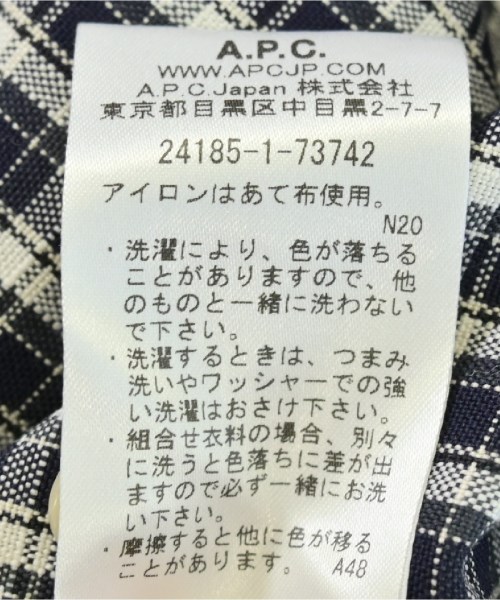 A.P.C.
WWW.APCJP.COM
A.P.C.Japan 株式会社
東京都目黒区中目黒2-7-7
24185-1-73742
アイロンはあて布使用。
N20
・洗濯により、色が落ちる
ことがありますので、他
のものと一緒に洗わない
で下さい。
・洗濯するときは、つまみ
洗いやワッシャーでの強
い洗濯はおさけ下さい。
・組合せ衣料の場合、別々
に洗うと色落ちに差が出
ますので必ず一緒にお洗
い下さい。
・摩擦すると他に色が移る
ことがあります。 A48